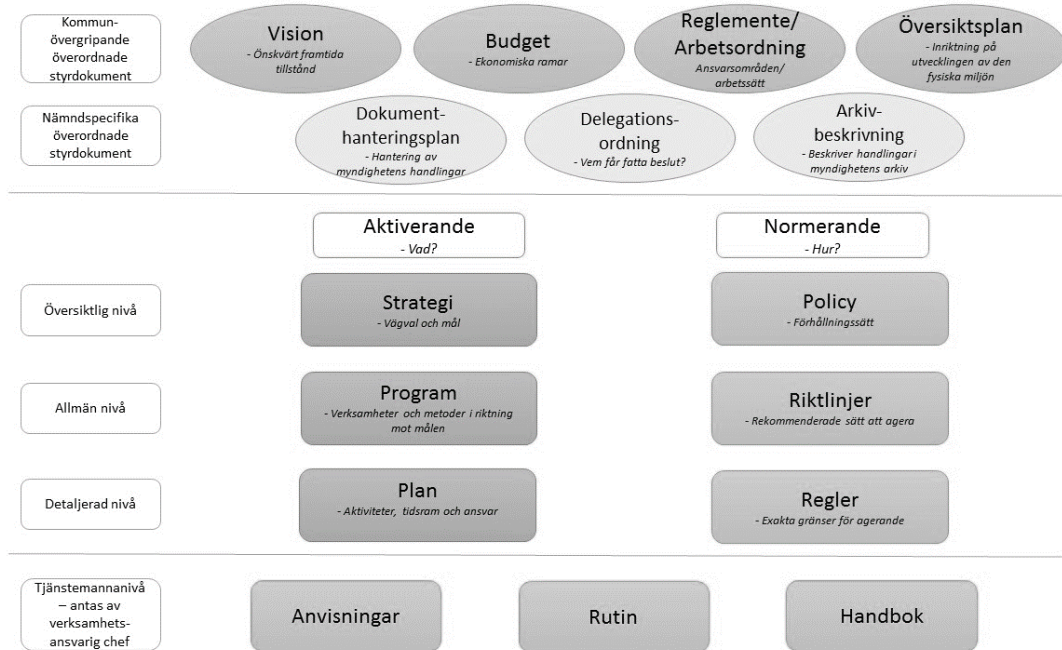 Kommun-
övergripande
överordnade
styrdokument
Vision
- Önskvärt framtida
tillstånd
Budget
- Ekonomiska ramar
Reglemente/
Arbetsordning
Ansvarsområden/
arbetssätt
Översiktsplan
- Inriktning på
utvecklingen av den
fysiska miljön
Nämndspecifika
överordnade
styrdokument
Dokument-
hanteringsplan
- Hantering av
myndighetens handlingar
Delegations-
ordning
- Vem får fatta beslut?
Arkiv-
beskrivning
- Beskriver handlingar i
myndighetens arkiv
Aktiverande
- Vad?
Normerande
- Hur?
Översiktlig nivå
Strategi
- Vägval och mål
Policy
- Förhållningssätt
Allmän nivå
Program
- Verksamheter och metoder i riktning
mot målen
Riktlinjer
- Rekommenderade sätt att agera
Detaljerad nivå
Plan
- Aktiviteter, tidsram och ansvar
Regler
- Exakta gränser för agerande
Tjänstemannanivå
– antas av
verksamhets-
ansvarig chef
Anvisningar
Rutin
Handbok